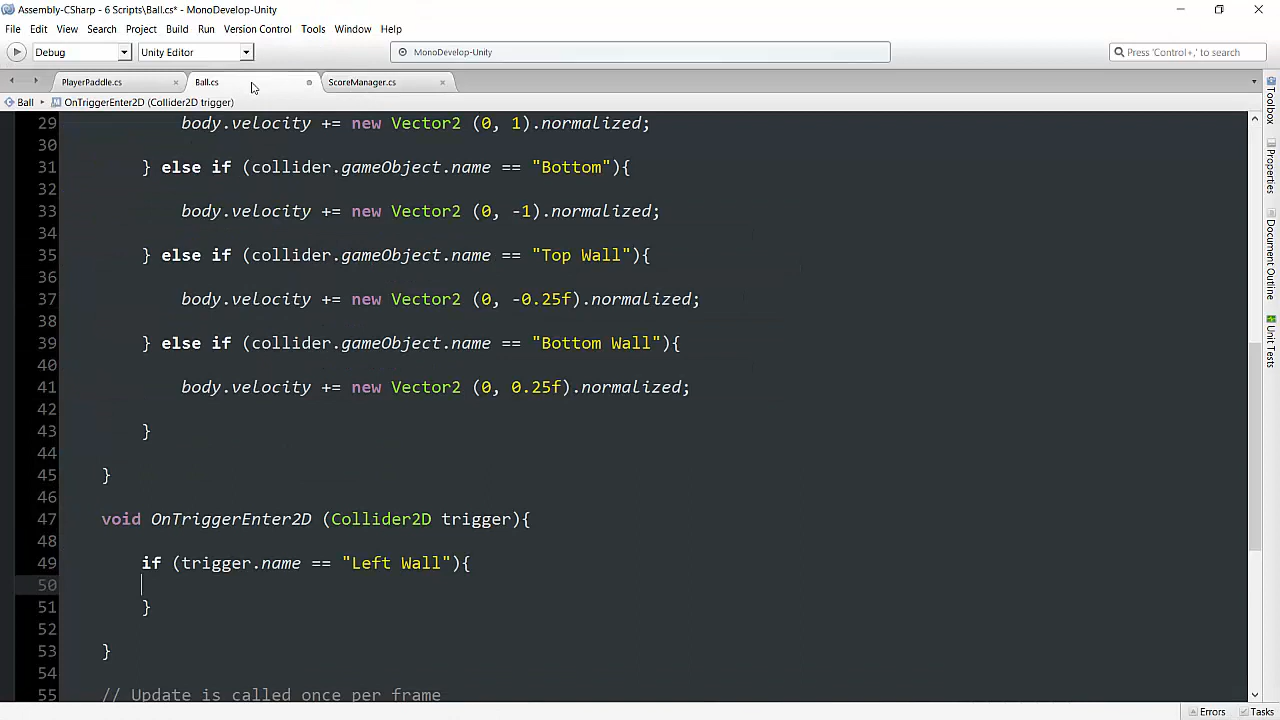 Assembly-CSharp - 6 Scripts\Ball.cs* - MonoDevelop-Unity
File Edit View Search Project Build Run Version Control Tools Window Help
Debug Unity Editor MonoDevelop-Unity Press 'Control+,' to search
PlayerPaddle.cs Ball.cs ScoreManager.cs
Ball OnTriggerEnter2D (Collider2D trigger)
29 body.velocity += new Vector2 (0, 1).normalized;
30
31 } else if (collider.gameObject.name == "Bottom"){
32
33 body.velocity += new Vector2 (0, -1).normalized;
34
35 } else if (collider.gameObject.name == "Top Wall"){
36
37 body.velocity += new Vector2 (0, -0.25f).normalized;
38
39 } else if (collider.gameObject.name == "Bottom Wall"){
40
41 body.velocity += new Vector2 (0, 0.25f).normalized;
42
43 }
44
45 }
46
47 void OnTriggerEnter2D (Collider2D trigger){
48
49 if (trigger.name == "Left Wall"){
50
51 }
52
53 }
54
55 // Update is called once per frame
Toolbox
Properties
Document Outline
Unit Tests
Errors Tasks